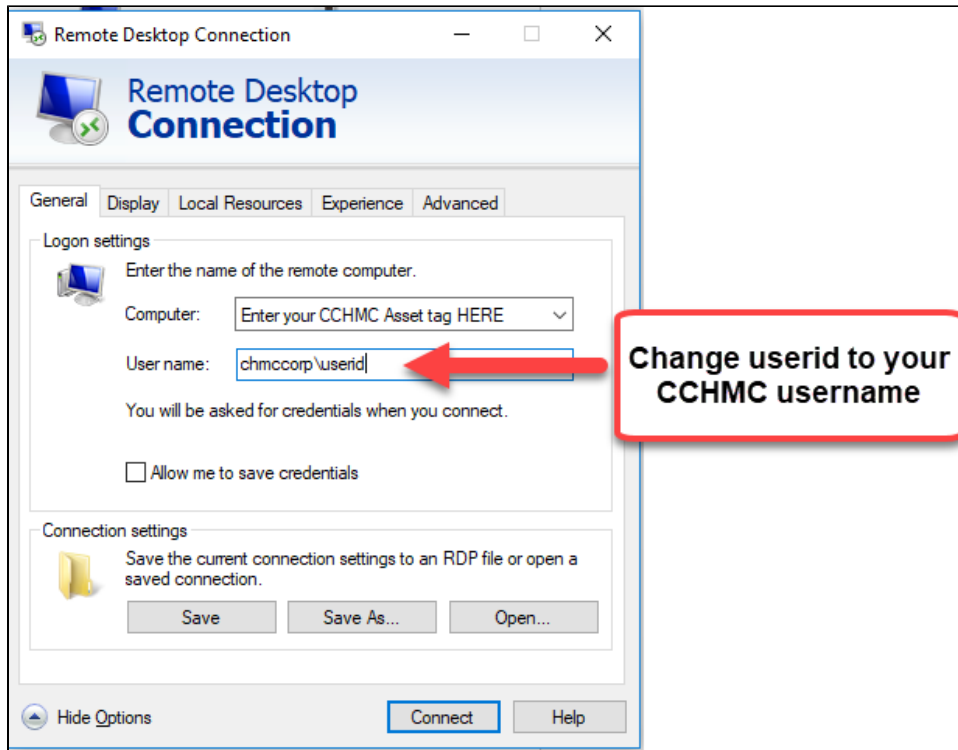 Remote Desktop Connection
Remote Desktop
Connection
General Display Local Resources Experience Advanced
Logon settings
Enter the name of the remote computer.
Computer: Enter your CCHMC Asset tag HERE
User name: chmccorp\userid
Change userid to your
CCHMC username
You will be asked for credentials when you connect.
Allow me to save credentials
Connection settings
Save the current connection settings to an RDP file or open a
saved connection.
Save Save As... Open...
Hide Options Connect Help